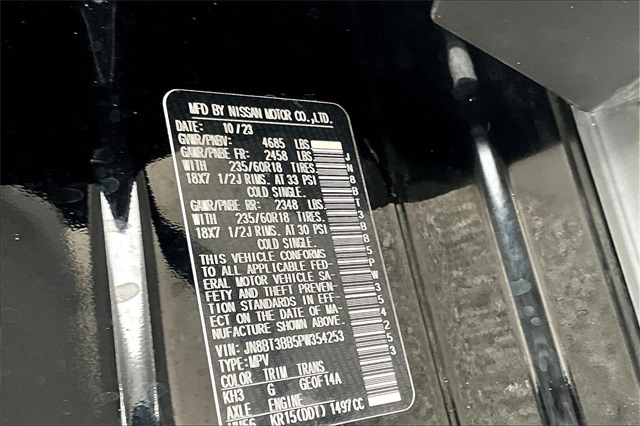 MFD BY NISSAN MOTOR CO., LTD.
DATE: 10/23
GVWR/PNBV: 4685 LBS
GAWR/PNBE FR: 2458 LBS
WITH 235/60R18 TIRES.
18X7 1/2J RIMS. AT 33 PSI
COLD SINGLE.
GAWR/PNBE RR: 2348 LBS
WITH 235/60R18 TIRES.
18X7 1/2J RIMS. AT 30 PSI
COLD SINGLE.
THIS VEHICLE CONFORMS
TO ALL APPLICABLE FED-
ERAL MOTOR VEHICLE SA-
FETY AND THEFT PREVEN-
TION STANDARDS IN EFF-
ECT ON THE DATE OF MA-
NUFACTURE SHOWN ABOVE.
VIN: JN8BT3BB5PW354253
TYPE:MPV
COLOR TRIM TRANS
KH3 G GE0F14A
AXLE ENGINE
KR15(DDT) 1497CC
JN8BT3BB5PW354253